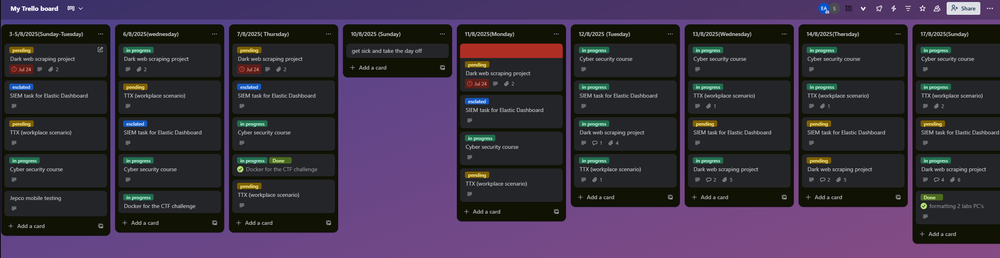 My Trello board
EA
S
Share
3-5/8/2025(Sunday-Tuesday)
pending
Dark web scraping project
Jul 24
2
esclated
SIEM task for Elastic Dashboard
pending
TTX (workplace scenario)
in progress
Cyber security course
Jepco mobile testing
Add a card
6/8/2025(wednesday)
in progress
Dark web scraping project
2
pending
TTX (workplace scenario)
esclated
SIEM task for Elastic Dashboard
in progress
Cyber security course
in progress
Docker for the CTF challenge
Add a card
7/8/2025( Thursday)
pending
Dark web scraping project
Jul 24
2
esclated
SIEM task for Elastic Dashboard
in progress
Cyber security course
in progress Done
Docker for the CTF challenge
pending
TTX (workplace scenario)
Add a card
10/8/2025 (Sunday)
get sick and take the day off
Add a card
11/8/2025(Monday)
pending
Dark web scraping project
Jul 24
2
esclated
SIEM task for Elastic Dashboard
in progress
Cyber security course
pending
TTX (workplace scenario)
Add a card
12/8/2025 (Tuesday)
in progress
Cyber security course
in progress
SIEM task for Elastic Dashboard
in progress
Dark web scraping project
1 4
in progress
TTX (workplace scenario)
1
Add a card
13/8/2025(Wednesday)
in progress
Cyber security course
in progress
TTX (workplace scenario)
1
pending
SIEM task for Elastic Dashboard
in progress
Dark web scraping project
2 5
Add a card
14/8/2025(Thersday)
in progress
Cyber security course
in progress
TTX (workplace scenario)
1
pending
SIEM task for Elastic Dashboard
pending
Dark web scraping project
2 5
Add a card
17/8/2025(Sunday)
in progress
Cyber security course
in progress
TTX (workplace scenario)
2
pending
SIEM task for Elastic Dashboard
in progress
Dark web scraping project
4 6
Done
formatting 2 labs PC's
Add a card